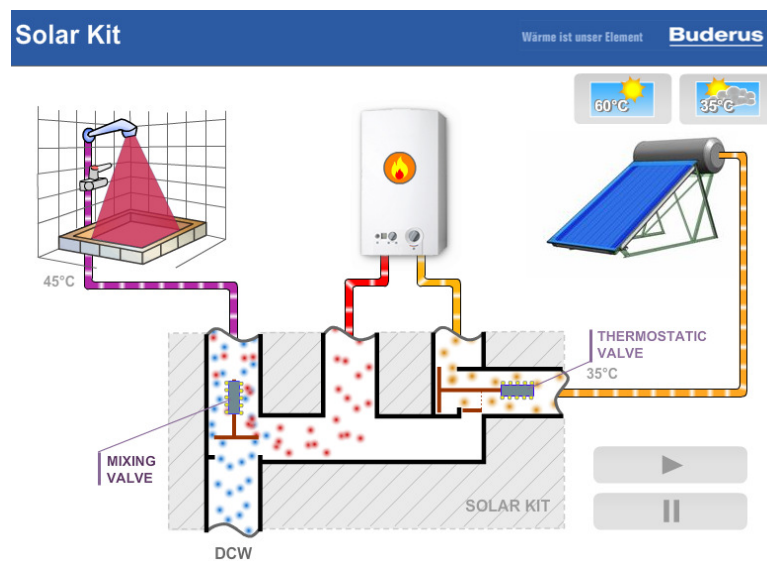 Solar Kit
Wärme ist unser Element
Buderus
60°C
35°C
45°C
THERMOSTATIC
VALVE
35°C
MIXING
VALVE
SOLAR KIT
DCW